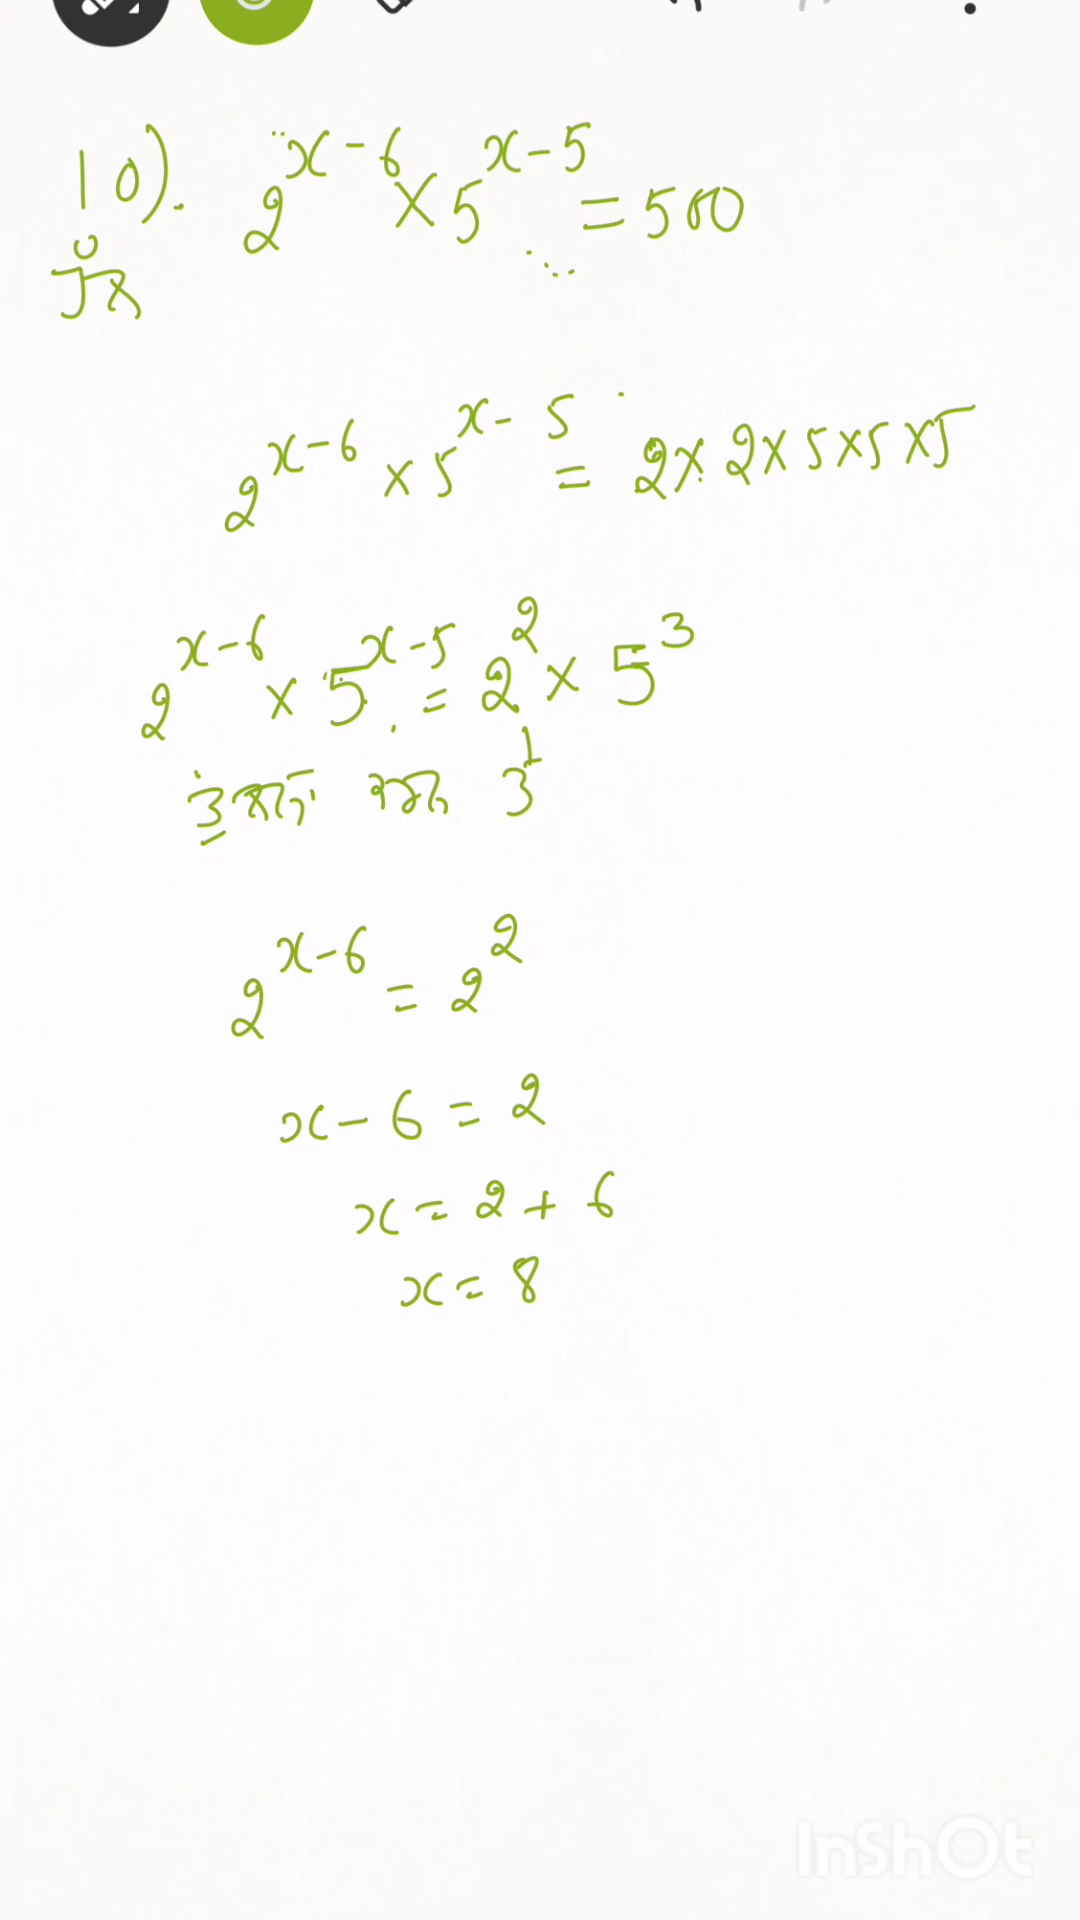 10). 2^(x-6) × 5^(x-5) = 500
2^(x-6) × 5^(x-5) = 2 × 2 × 5 × 5 × 5
2^(x-6) × 5^(x-5) = 2^2 × 5^3
2^(x-6) = 2^2
x - 6 = 2
x = 2 + 6
x = 8
InShOt